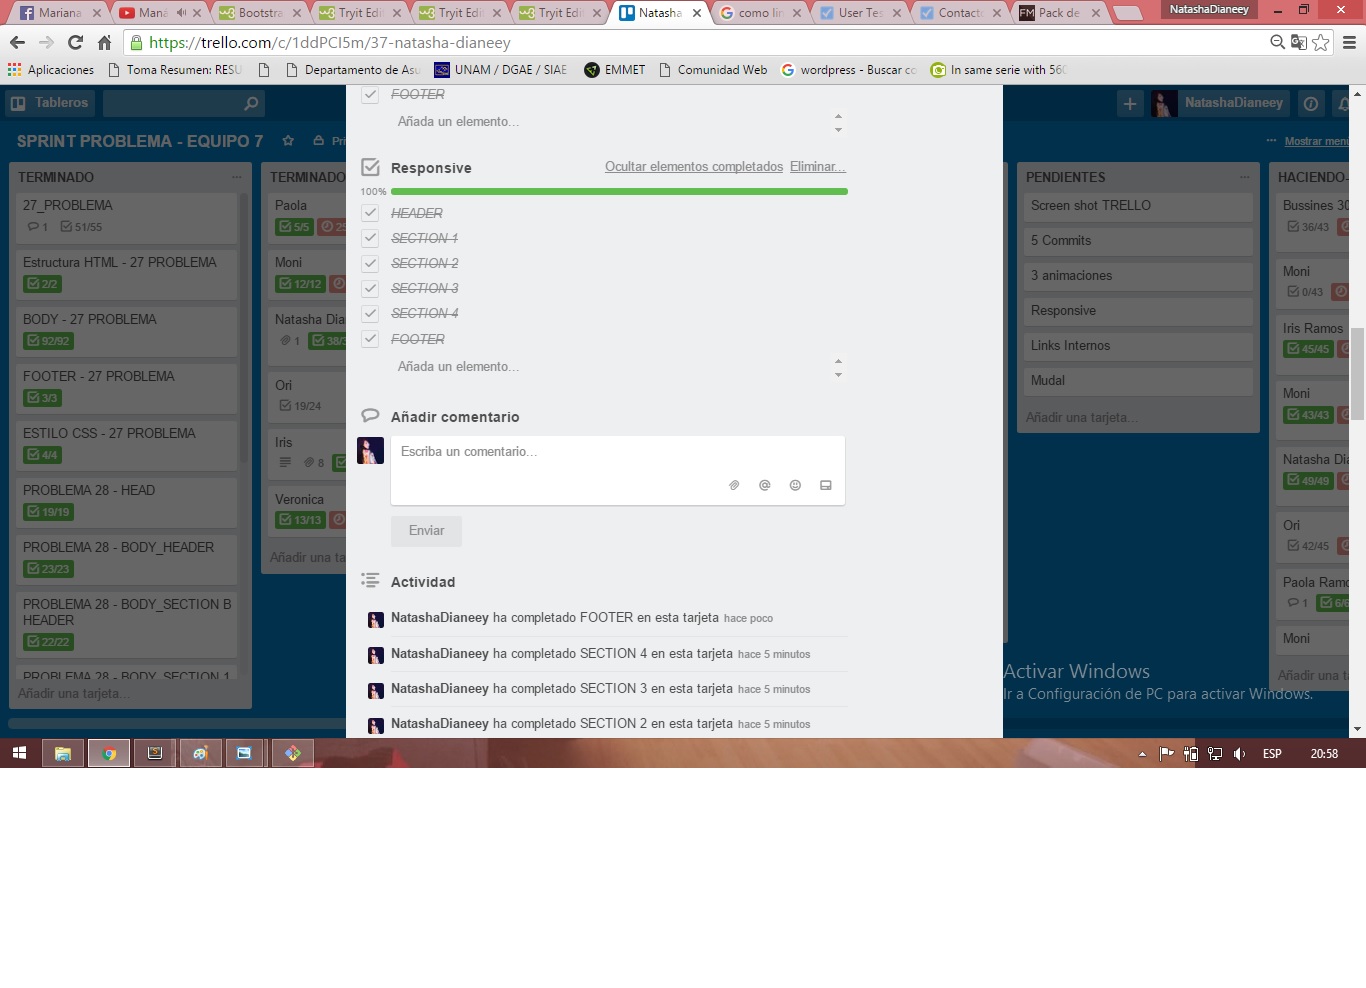 NatashaDianeey
Mariana
Maná
Bootstra
Tryit Edi
Tryit Edi
Tryit Edi
Natasha
como lin
User Tes
Contacto
Pack de
https://trello.com/c/1ddPCI5m/37-natasha-dianeey
Aplicaciones
Toma Resumen: RESU
Departamento de Asu
UNAM / DGAE / SIAE
EMMET
Comunidad Web
wordpress - Buscar co
In same serie with 560
Tableros
NatashaDianeey
SPRINT PROBLEMA - EQUIPO 7
Pri
Mostrar menú
TERMINADO
27_PROBLEMA
1 51/55
Estructura HTML - 27 PROBLEMA
2/2
BODY - 27 PROBLEMA
92/92
FOOTER - 27 PROBLEMA
3/3
ESTILO CSS - 27 PROBLEMA
4/4
PROBLEMA 28 - HEAD
19/19
PROBLEMA 28 - BODY_HEADER
23/23
PROBLEMA 28 - BODY_SECTION B
HEADER
22/22
PROBLEMA 28 - BODY_SECTION 1
Añadir una tarjeta...
TERMINADO
Paola
5/5
Moni
12/12
Natasha Dia
1 38/3
Ori
19/24
Iris
8
Veronica
13/13
Añadir una ta
FOOTER
Añada un elemento...
Responsive
Ocultar elementos completados Eliminar...
100%
HEADER
SECTION 1
SECTION 2
SECTION 3
SECTION 4
FOOTER
Añada un elemento...
Añadir comentario
Escriba un comentario...
Enviar
Actividad
NatashaDianeey ha completado FOOTER en esta tarjeta hace poco
NatashaDianeey ha completado SECTION 4 en esta tarjeta hace 5 minutos
NatashaDianeey ha completado SECTION 3 en esta tarjeta hace 5 minutos
NatashaDianeey ha completado SECTION 2 en esta tarjeta hace 5 minutos
PENDIENTES
Screen shot TRELLO
5 Commits
3 animaciones
Responsive
Links Internos
Mudal
Añadir una tarjeta...
HACIENDO-
Bussines 30
36/43
Moni
0/43
Iris Ramos
45/45
Moni
43/43
Natasha Dia
49/49
Ori
42/45
Paola Ramo
1 6/6
Moni
Añadir una t
Activar Windows
Ir a Configuración de PC para activar Windows.
ESP
20:58